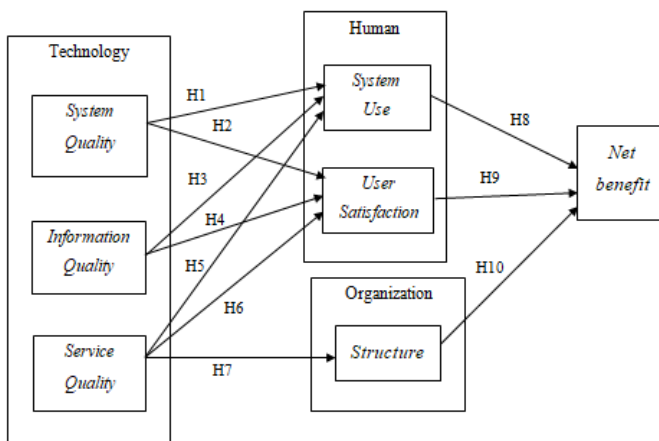 Technology
System
Quality
Information
Quality
Service
Quality
H1
H2
H3
H4
H5
H6
H7
Human
System
Use
User
Satisfaction
Organization
Structure
H8
H9
H10
Net
benefit